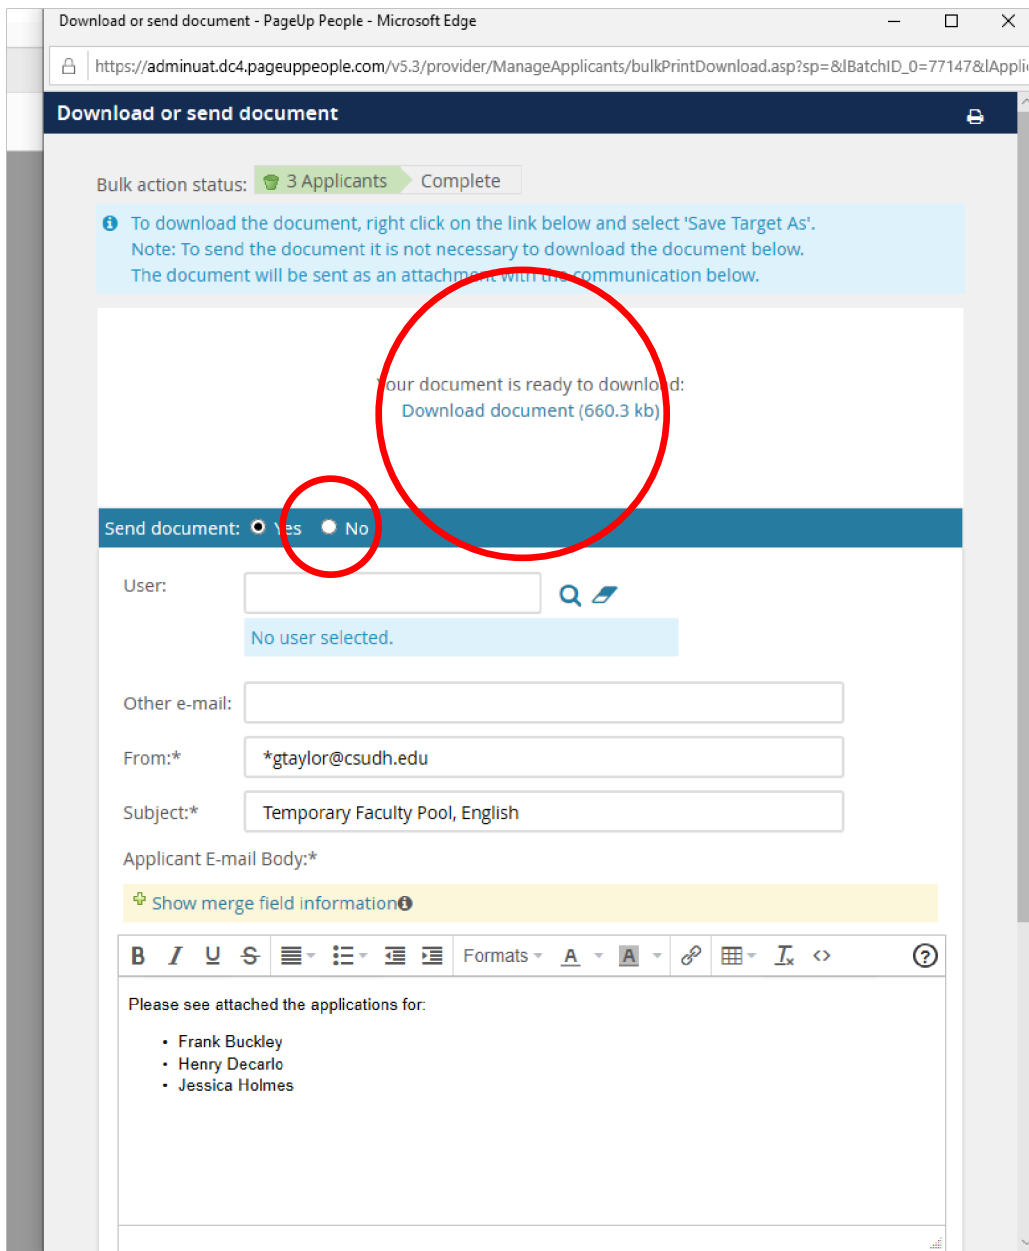 Download or send document - PageUp People - Microsoft Edge
https://adminuat.dc4.pageuppeople.com/v5.3/provider/ManageApplicants/bulkPrintDownload.asp?sp=&lBatchID_0=77147&lAppli
Download or send document
Bulk action status: 3 Applicants Complete
To download the document, right click on the link below and select 'Save Target As'.
Note: To send the document it is not necessary to download the document below.
The document will be sent as an attachment with the communication below.
Your document is ready to download:
Download document (660.3 kb)
Send document: Yes No
User:
No user selected.
Other e-mail:
From:* *gtaylor@csudh.edu
Subject:* Temporary Faculty Pool, English
Applicant E-mail Body:*
Show merge field information
B I U S Formats A A Tx <> ?
Please see attached the applications for:
• Frank Buckley
• Henry Decarlo
• Jessica Holmes